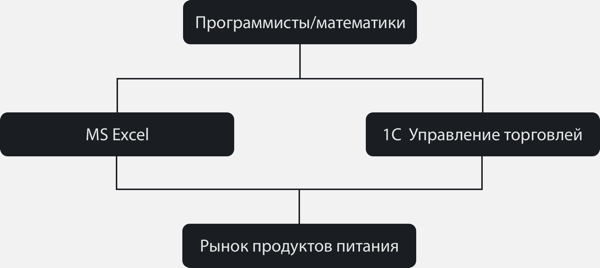 Программисты/математики
MS Excel
1С Управление торговлей
Рынок продуктов питания